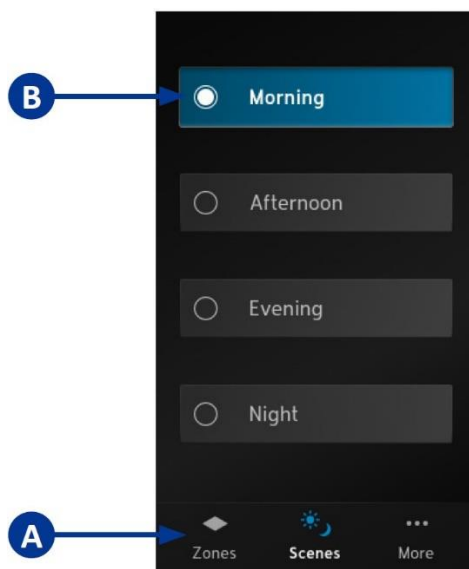 B
Morning
Afternoon
Evening
Night
A
Zones Scenes More